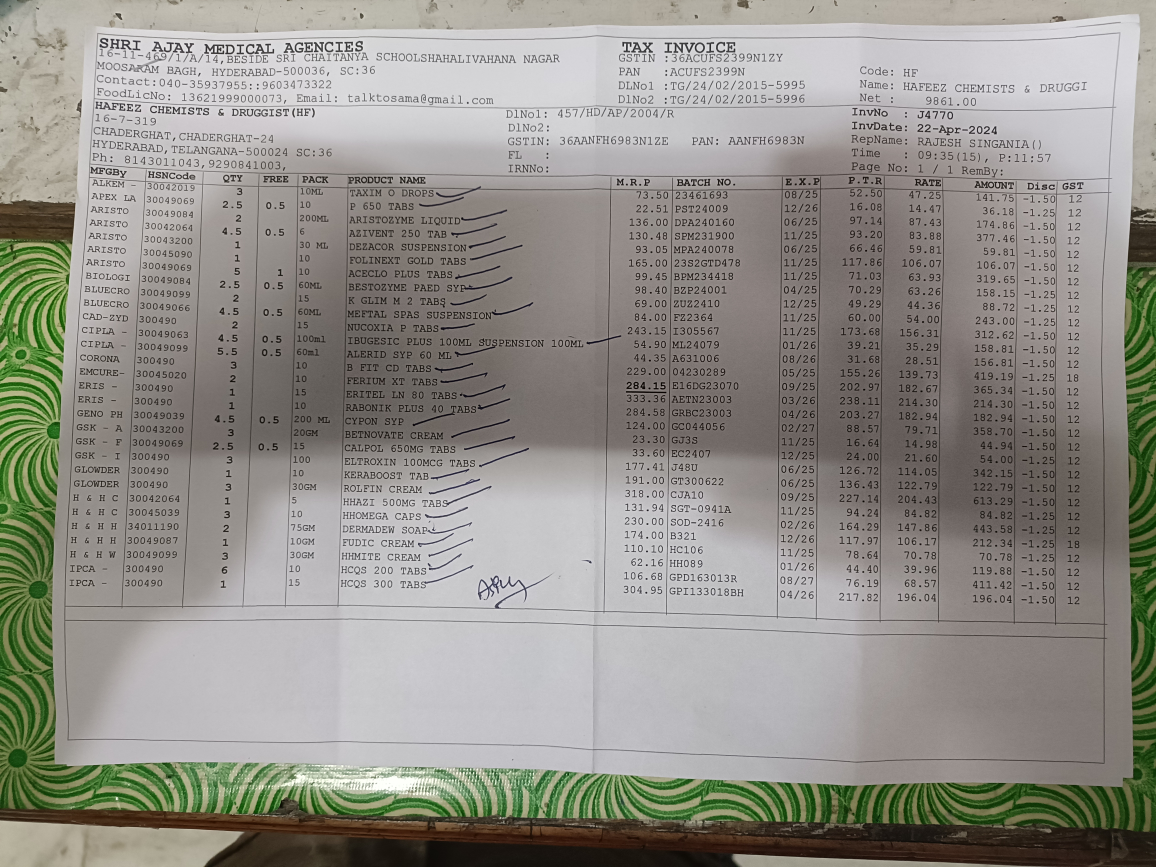 SHRI AJAY MEDICAL AGENCIES
16-11-469/1/A/14,BESIDE SRI CHAITANYA SCHOOLSHAHALIVAHANA NAGAR
MOOSARAM BAGH, HYDERABAD-500036, SC:36
Contact:040-35937955::9603473322
FoodLicNo: 13621999000073, Email: talktosama@gmail.com
TAX INVOICE
GSTIN :36ACUFS2399N1ZY
PAN :ACUFS2399N
DLNo1 :TG/24/02/2015-5995
DLNo2 :TG/24/02/2015-5996
Code: HF
Name: HAFEEZ CHEMISTS & DRUGGI
Net : 9861.00
HAFEEZ CHEMISTS & DRUGGIST(HF)
16-7-319
CHADERGHAT,CHADERGHAT-24
HYDERABAD,TELANGANA-500024 SC:36
Ph: 8143011043,9290841003,
DlNo1: 457/HD/AP/2004/R
DlNo2:
GSTIN: 36AANFH6983N1ZE PAN: AANFH6983N
FL :
IRNNo:
InvNo : J4770
InvDate: 22-Apr-2024
RepName: RAJESH SINGANIA()
Time : 09:35(15), P:11:57
Page No: 1 / 1 RemBy:
MFGBy HSNCode QTY FREE PACK PRODUCT NAME M.R.P BATCH NO. E.X.P P.T.R RATE AMOUNT Disc GST
ALKEM - 30042019 3 10ML TAXIM O DROPS 73.50 23461693 08/25 52.50 47.25 141.75 -1.50 12
APEX LA 30049069 2.5 0.5 10 P 650 TABS 22.51 PST24009 12/26 16.08 14.47 36.18 -1.25 12
ARISTO 30049084 2 200ML ARISTOZYME LIQUID 136.00 DPA240160 06/25 97.14 87.43 174.86 -1.50 12
ARISTO 30042064 4.5 0.5 6 AZIVENT 250 TAB 130.48 SPM231900 11/25 93.20 83.88 377.46 -1.50 12
ARISTO 30043200 1 30 ML DEZACOR SUSPENSION 93.05 MPA240078 06/25 66.46 59.81 59.81 -1.50 12
ARISTO 30045090 1 10 FOLINEXT GOLD TABS 165.00 23S2GTD478 11/25 117.86 106.07 106.07 -1.50 12
ARISTO 30049069 5 1 10 ACECLO PLUS TABS 99.45 BPM234418 11/25 71.03 63.93 319.65 -1.50 12
BIOLOGI 30049084 2.5 0.5 60ML BESTOZYME PAED SYP 98.40 BZP24001 04/25 70.29 63.26 158.15 -1.25 12
BLUECRO 30049099 2 15 K GLIM M 2 TABS 69.00 ZUZ2410 12/25 49.29 44.36 88.72 -1.50 12
BLUECRO 30049066 4.5 0.5 60ML MEFTAL SPAS SUSPENSION 84.00 FZ2364 11/25 60.00 54.00 243.00 -1.50 12
CAD-ZYD 300490 2 15 NUCOXIA P TABS 243.15 I305567 11/25 173.68 156.31 312.62 -1.50 12
CIPLA - 30049063 4.5 0.5 100ml IBUGESIC PLUS 100ML SUSPENSION 100ML 54.90 ML24079 01/26 39.21 35.29 158.81 -1.50 12
CIPLA - 30049099 5.5 0.5 60ml ALERID SYP 60 ML 44.35 A631006 08/26 31.68 28.51 156.81 -1.50 12
CORONA 300490 3 10 B FIT CD TABS 229.00 04230289 05/25 155.26 139.73 419.19 -1.25 18
EMCURE- 30045020 2 10 FERIUM XT TABS 284.15 E16DG23070 09/25 202.97 182.67 365.34 -1.50 12
ERIS - 300490 1 15 ERITEL LN 80 TABS 333.36 AETN23003 03/26 238.11 214.30 214.30 -1.50 12
ERIS - 300490 1 10 RABONIK PLUS 40 TABS 284.58 GRBC23003 04/26 203.27 182.94 182.94 -1.50 12
GENO PH 30049039 4.5 0.5 200 ML CYPON SYP 124.00 GC044056 02/27 88.57 79.71 358.70 -1.50 12
GSK - A 30043200 3 20GM BETNOVATE CREAM 23.30 GJ3S 11/25 16.64 14.98 44.94 -1.50 12
GSK - F 30049069 2.5 0.5 15 CALPOL 650MG TABS 33.60 EC2407 12/25 24.00 21.60 54.00 -1.25 12
GSK - I 300490 3 100 ELTROXIN 100MCG TABS 177.41 J48U 06/25 126.72 114.05 342.15 -1.50 12
GLOWDER 300490 1 10 KERABOOST TAB 191.00 GT300622 06/25 136.43 122.79 122.79 -1.50 12
GLOWDER 300490 3 30GM ROLFIN CREAM 318.00 CJA10 09/25 227.14 204.43 613.29 -1.25 12
H & H C 30042064 1 5 HHAZI 500MG TABS 131.94 SGT-0941A 11/25 94.24 84.82 84.82 -1.50 12
H & H C 30045039 3 10 HHOMEGA CAPS 230.00 SOD-2416 02/26 164.29 147.86 443.58 -1.25 12
H & H H 34011190 2 75GM DERMADEW SOAP 174.00 B321 12/26 117.97 106.17 212.34 -1.25 18
H & H H 30049087 1 10GM FUDIC CREAM 110.10 HC106 11/25 78.64 70.78 70.78 -1.50 12
H & H W 30049099 3 30GM HHMITE CREAM 62.16 HH089 01/26 44.40 39.96 119.88 -1.50 12
IPCA - 300490 6 10 HCQS 200 TABS 106.68 GPD163013R 08/27 76.19 68.57 411.42 -1.50 12
IPCA - 300490 1 15 HCQS 300 TABS 304.95 GPI133018BH 04/26 217.82 196.04 196.04 -1.50 12